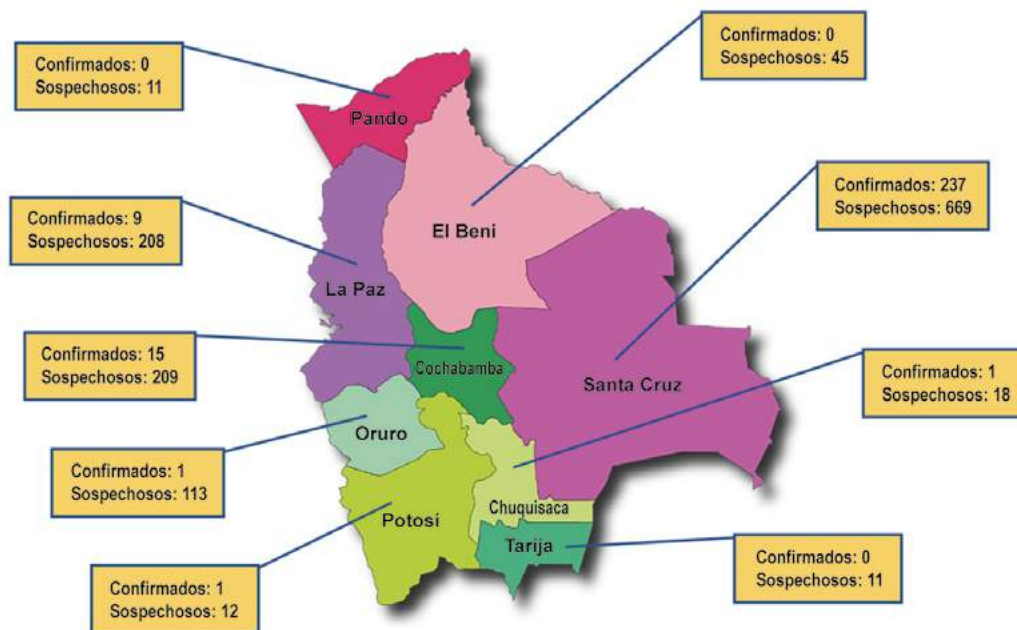 Confirmados: 0
Sospechosos: 11
Confirmados: 0
Sospechosos: 45
Pando
Confirmados: 237
Sospechosos: 669
Confirmados: 9
Sospechosos: 208
El Beni
La Paz
Confirmados: 15
Sospechosos: 209
Cochabamba
Santa Cruz
Confirmados: 1
Sospechosos: 18
Oruro
Confirmados: 1
Sospechosos: 113
Chuquisaca
Potosí
Tarija
Confirmados: 0
Sospechosos: 11
Confirmados: 1
Sospechosos: 12